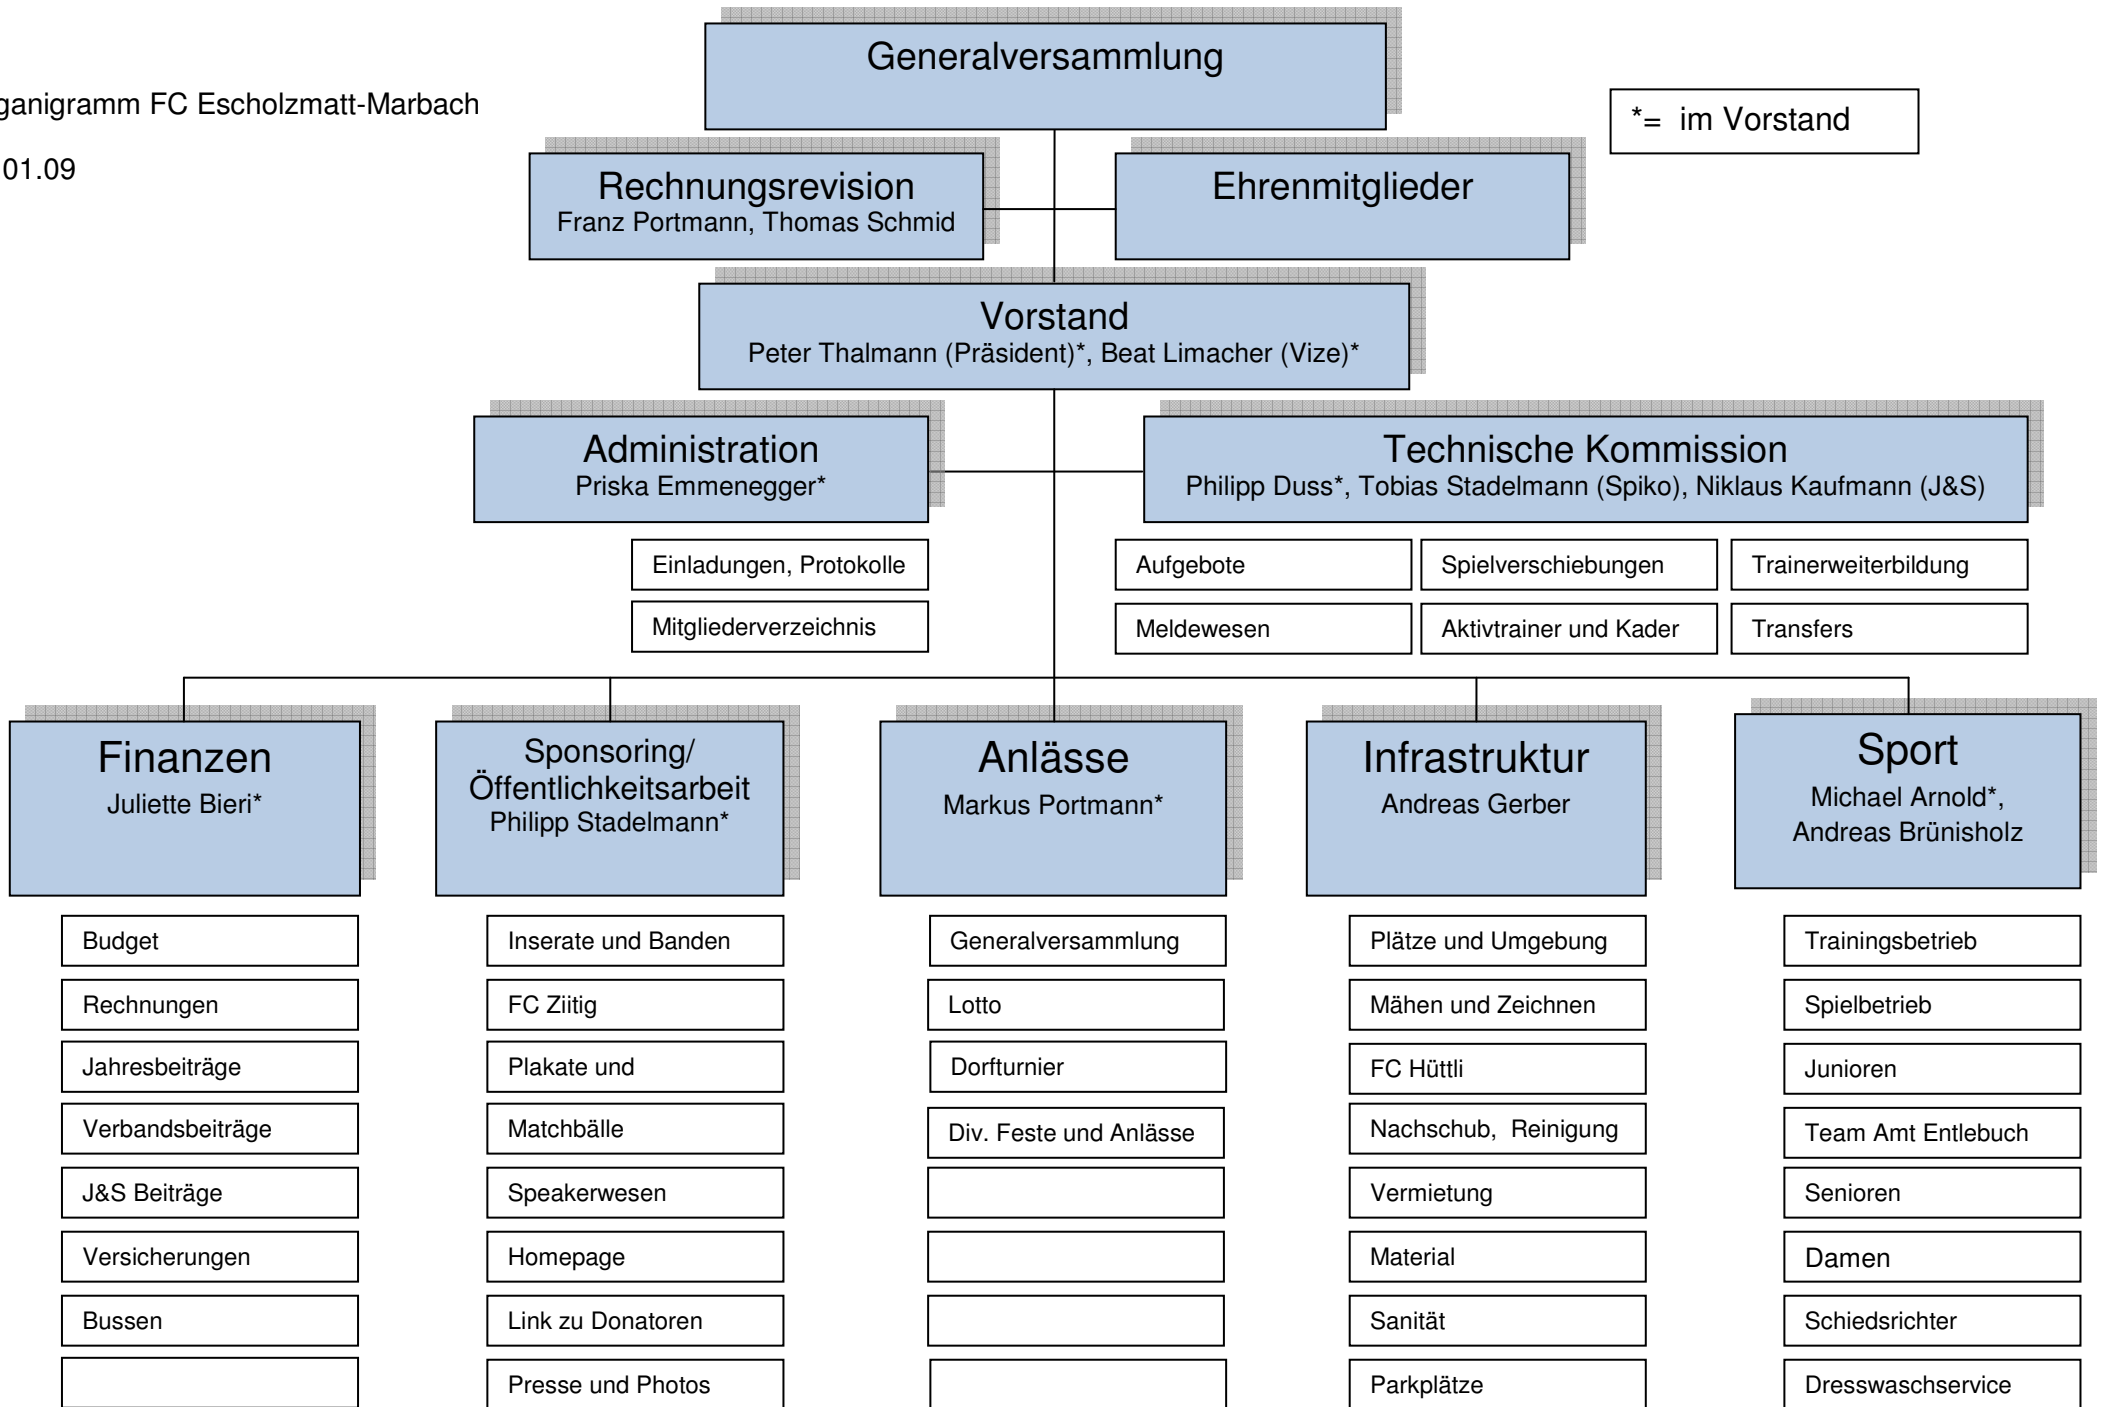 Generalversammlung
ganigramm FC Escholzmatt-Marbach
*= im Vorstand
01.09
Rechnungsrevision
Franz Portmann, Thomas Schmid
Ehrenmitglieder
Vorstand
Peter Thalmann (Präsident)*, Beat Limacher (Vize)*
Administration
Priska Emmenegger*
Technische Kommission
Philipp Duss*, Tobias Stadelmann (Spiko), Niklaus Kaufmann (J&S)
Einladungen, Protokolle
Mitgliederverzeichnis
Aufgebote
Spielverschiebungen
Trainerweiterbildung
Meldewesen
Aktivtrainer und Kader
Transfers
Finanzen
Juliette Bieri*
Budget
Rechnungen
Jahresbeiträge
Verbandsbeiträge
J&S Beiträge
Versicherungen
Bussen
Sponsoring/
Öffentlichkeitsarbeit
Philipp Stadelmann*
Inserate und Banden
FC Ziitig
Plakate und
Matchbälle
Speakerwesen
Homepage
Link zu Donatoren
Presse und Photos
Anlässe
Markus Portmann*
Generalversammlung
Lotto
Dorfturnier
Div. Feste und Anlässe
Infrastruktur
Andreas Gerber
Plätze und Umgebung
Mähen und Zeichnen
FC Hüttli
Nachschub, Reinigung
Vermietung
Material
Sanität
Parkplätze
Sport
Michael Arnold*,
Andreas Brünisholz
Trainingsbetrieb
Spielbetrieb
Junioren
Team Amt Entlebuch
Senioren
Damen
Schiedsrichter
Dresswaschservice